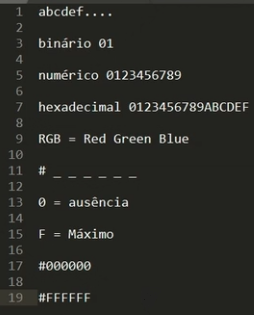 1 abcdef....
2
3 binário 01
4
5 numérico 0123456789
6
7 hexadecimal 0123456789ABCDEF
8
9 RGB = Red Green Blue
10
11 # _ _ _ _ _ _
12
13 0 = ausência
14
15 F = Máximo
16
17 #000000
18
19 #FFFFFF